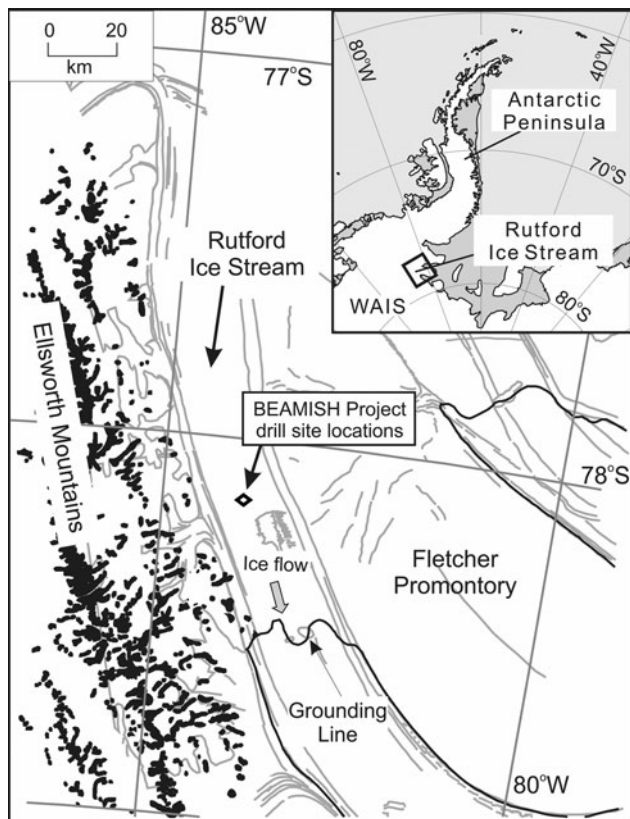 0 20
km
85°W
77°S
80°W
40°W
Antarctic
Peninsula
70°S
Rutford
Ice Stream
WAIS
80°S
Rutford
Ice Stream
Ellsworth Mountains
BEAMISH Project
drill site locations
78°S
Ice flow
Fletcher
Promontory
Grounding
Line
80°W